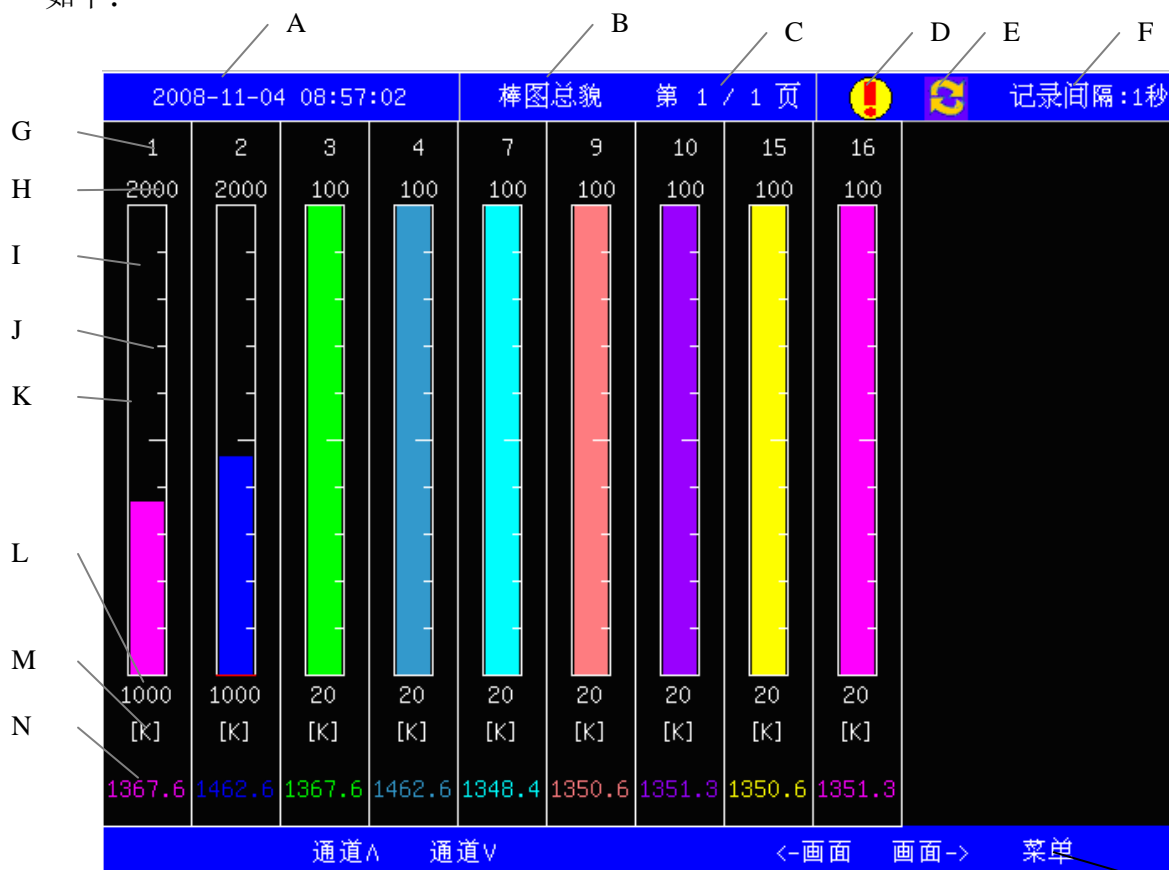 如下：
A B C D E F
2008-11-04 08:57:02 棒图总貌 第 1 / 1 页 记录间隔:1秒
G 1 2 3 4 7 9 10 15 16
H 2000 2000 100 100 100 100 100 100 100
I
J
K
L
M 1000 1000 20 20 20 20 20 20 20
N [K] [K] [K] [K] [K] [K] [K] [K] [K]
1367.6 1462.6 1367.6 1462.6 1348.4 1350.6 1351.3 1350.6 1351.3
通道∧ 通道∨ <-画面 画面-> 菜单